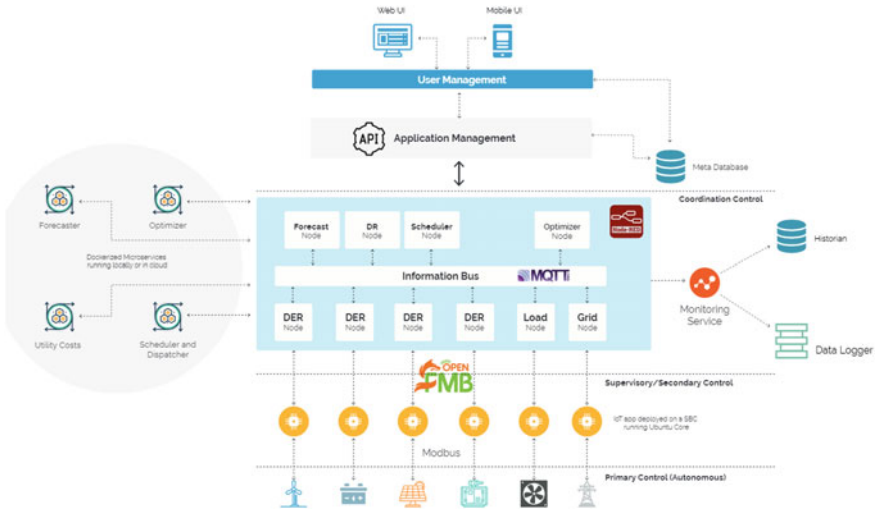 Web UI
Mobile UI
User Management
API
Application Management
Meta Database
Coordination Control
Forecaster
Optimizer
Dockerized Microservices
running locally or in cloud
Utility Costs
Scheduler and
Dispatcher
Forecast
Node
DR
Node
Scheduler
Node
Optimizer
Node
Node-RED
Information Bus
MQTT
DER
Node
DER
Node
DER
Node
DER
Node
Load
Node
Grid
Node
Historian
Monitoring
Service
Data Logger
OPEN
FMB
Supervisory/Secondary Control
IoT app deployed on a SBC
running Ubuntu Core
Modbus
Primary Control (Autonomous)